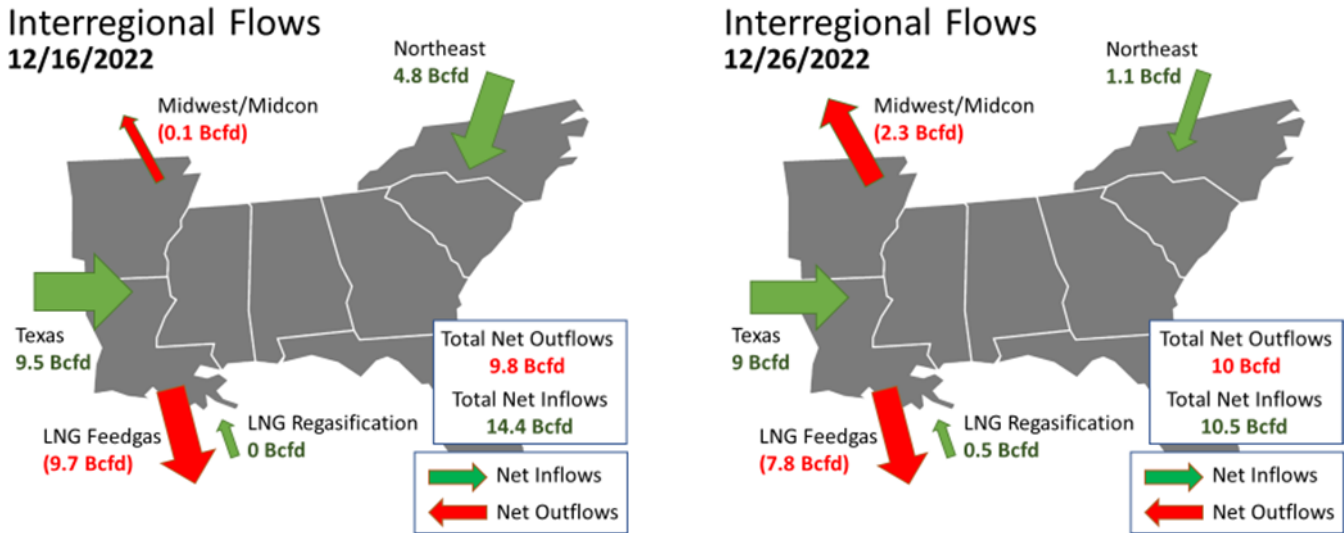 Interregional Flows
12/16/2022
Northeast
4.8 Bcfd
Midwest/Midcon
(0.1 Bcfd)
Texas
9.5 Bcfd
LNG Feedgas
(9.7 Bcfd)
LNG Regasification
0 Bcfd
Total Net Outflows
9.8 Bcfd
Total Net Inflows
14.4 Bcfd
Net Inflows
Net Outflows
Interregional Flows
12/26/2022
Northeast
1.1 Bcfd
Midwest/Midcon
(2.3 Bcfd)
Texas
9 Bcfd
LNG Feedgas
(7.8 Bcfd)
LNG Regasification
0.5 Bcfd
Total Net Outflows
10 Bcfd
Total Net Inflows
10.5 Bcfd
Net Inflows
Net Outflows